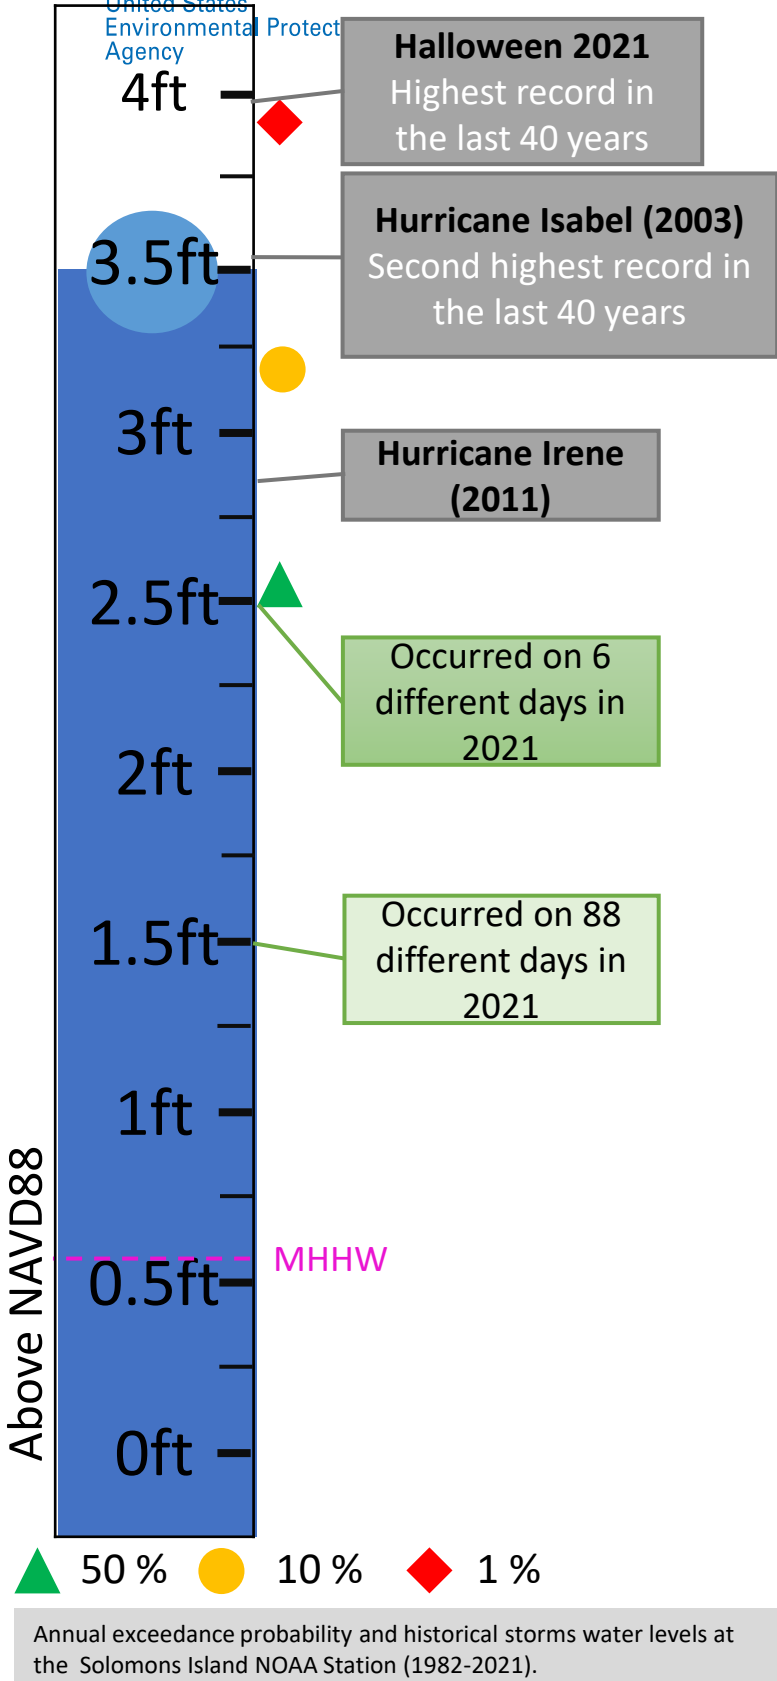 United States
Environmental Protect
Agency
4ft
Halloween 2021
Highest record in
the last 40 years
3.5ft
Hurricane Isabel (2003)
Second highest record in
the last 40 years
3ft
Hurricane Irene
(2011)
2.5ft
Occurred on 6
different days in
2021
2ft
1.5ft
Occurred on 88
different days in
2021
1ft
Above NAVD88
MHHW
0.5ft
0ft
50 % 10 % 1 %
Annual exceedance probability and historical storms water levels at
the Solomons Island NOAA Station (1982-2021).